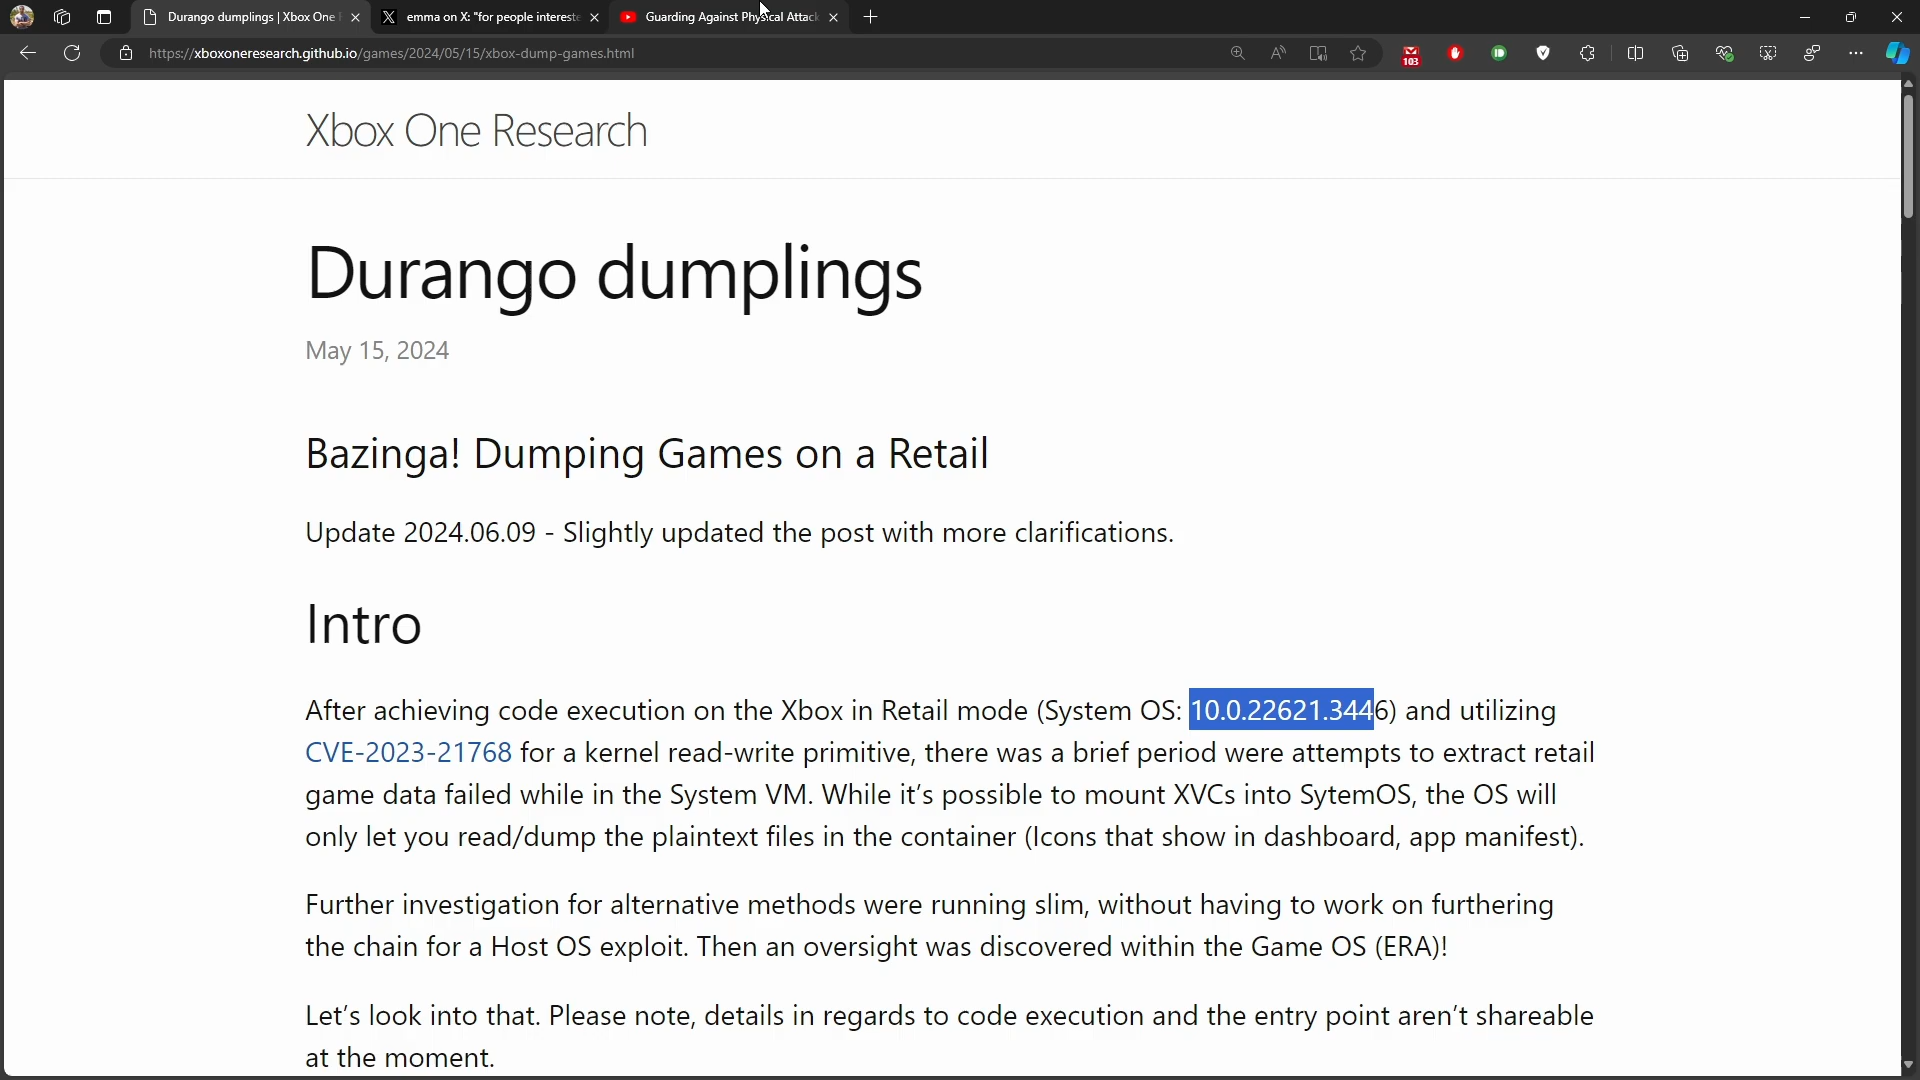 Durango dumplings | Xbox One
emma on X: "for people intereste
Guarding Against Physical Attack
https://xboxoneresearch.github.io/games/2024/05/15/xbox-dump-games.html
103
Xbox One Research
Durango dumplings
May 15, 2024
Bazinga! Dumping Games on a Retail
Update 2024.06.09 - Slightly updated the post with more clarifications.
Intro
After achieving code execution on the Xbox in Retail mode (System OS: 10.0.22621.3446) and utilizing
CVE-2023-21768 for a kernel read-write primitive, there was a brief period were attempts to extract retail
game data failed while in the System VM. While it's possible to mount XVCs into SytemOS, the OS will
only let you read/dump the plaintext files in the container (Icons that show in dashboard, app manifest).
Further investigation for alternative methods were running slim, without having to work on furthering
the chain for a Host OS exploit. Then an oversight was discovered within the Game OS (ERA)!
Let's look into that. Please note, details in regards to code execution and the entry point aren't shareable
at the moment.